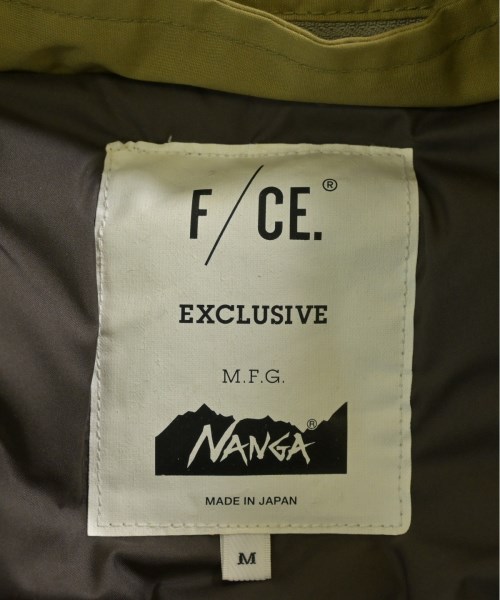 F/CE.®
EXCLUSIVE
M.F.G.
NANGA®
MADE IN JAPAN
M